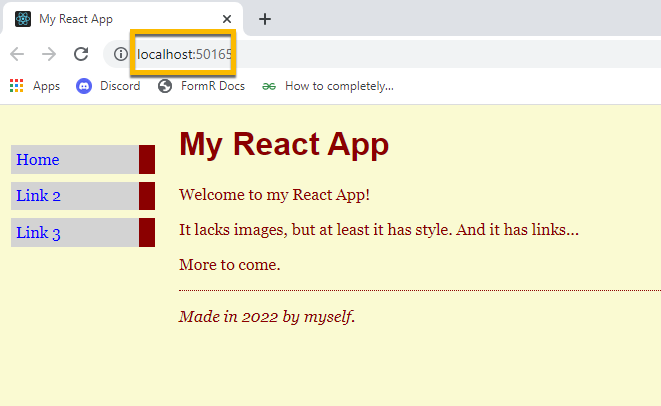 My React App
localhost:50165
Apps Discord FormR Docs How to completely...
My React App
Home
Welcome to my React App!
Link 2
It lacks images, but at least it has style. And it has links...
Link 3
More to come.
Made in 2022 by myself.